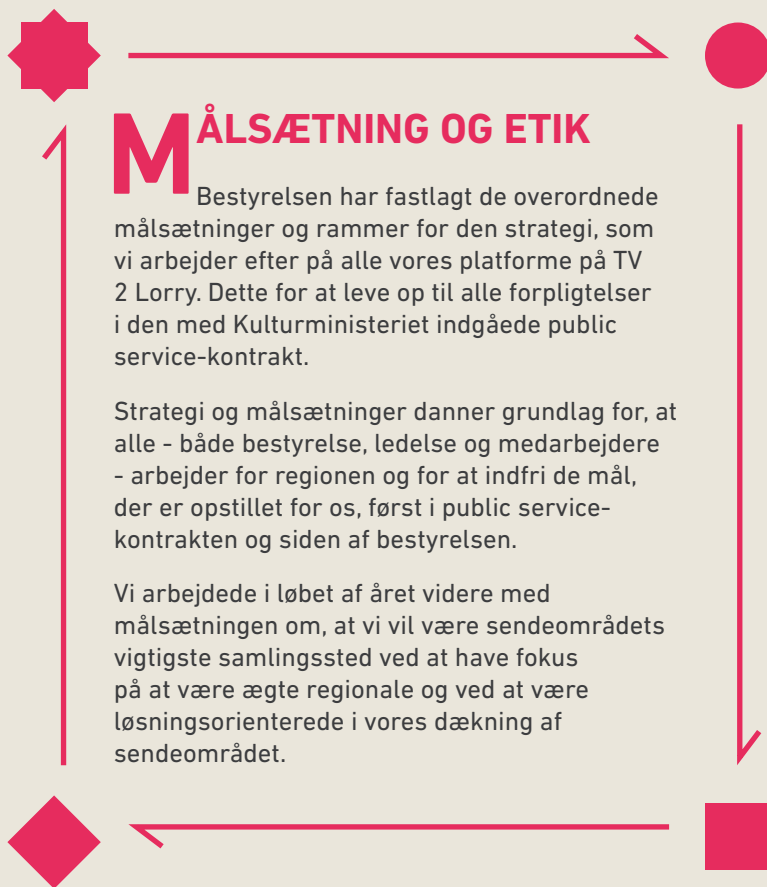 MÅLSÆTNING OG ETIK
Bestyrelsen har fastlagt de overordnede
målsætninger og rammer for den strategi, som
vi arbejder efter på alle vores platforme på TV
2 Lorry. Dette for at leve op til alle forpligtelser
i den med Kulturministeriet indgåede public
service-kontrakt.
Strategi og målsætninger danner grundlag for, at
alle - både bestyrelse, ledelse og medarbejdere
- arbejder for regionen og for at indfri de mål,
der er opstillet for os, først i public service-
kontrakten og siden af bestyrelsen.
Vi arbejdede i løbet af året videre med
målsætningen om, at vi vil være sendeområdets
vigtigste samlingssted ved at have fokus
på at være ægte regionale og ved at være
løsningsorienterede i vores dækning af
sendeområdet.